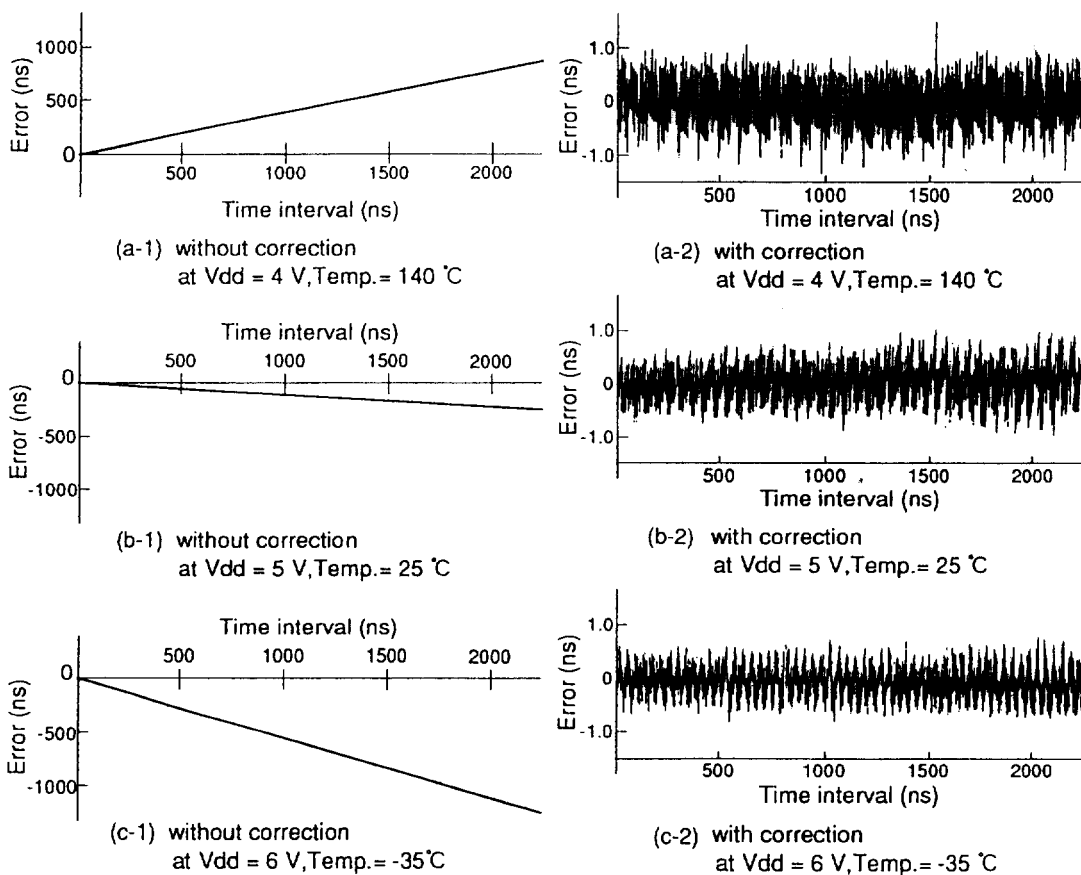 Error (ns)
1000
500
0
500 1000 1500 2000
Time interval (ns)
(a-1) without correction
at Vdd = 4 V,Temp.= 140 ℃
Error (ns)
1.0
0
-1.0
500 1000 1500 2000
Time interval (ns)
(a-2) with correction
at Vdd = 4 V,Temp.= 140 ℃
Time interval (ns)
500 1000 1500 2000
Error (ns)
0
-500
-1000
(b-1) without correction
at Vdd = 5 V,Temp.= 25 ℃
Error (ns)
1.0
0
-1.0
500 1000 1500 2000
Time interval (ns)
(b-2) with correction
at Vdd = 5 V,Temp.= 25 ℃
Time interval (ns)
500 1000 1500 2000
Error (ns)
0
-500
-1000
(c-1) without correction
at Vdd = 6 V,Temp.= -35℃
Error (ns)
1.0
0
-1.0
500 1000 1500 2000
Time interval (ns)
(c-2) with correction
at Vdd = 6 V,Temp.= -35 ℃